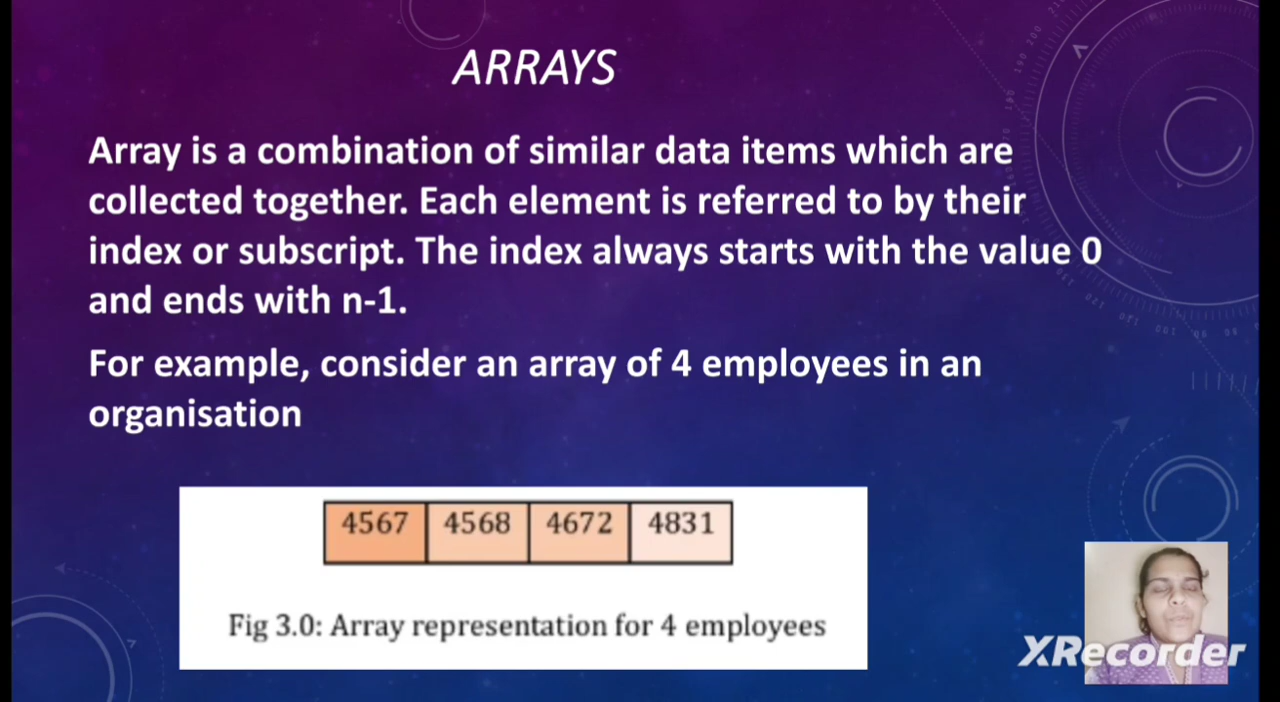 ARRAYS
Array is a combination of similar data items which are
collected together. Each element is referred to by their
index or subscript. The index always starts with the value 0
and ends with n-1.
For example, consider an array of 4 employees in an
organisation
4567 4568 4672 4831
Fig 3.0: Array representation for 4 employees
XRecorder